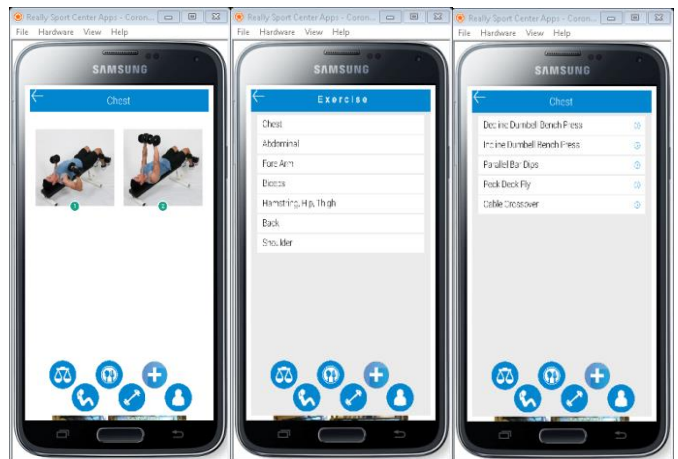 Really Sport Center Apps - Coron...
File Hardware View Help
SAMSUNG
Chest
1
2
Really Sport Center Apps - Coron...
File Hardware View Help
SAMSUNG
Exercise
Chest
Abdominal
Fore Arm
Biceps
Hamstring, Hip, Thigh
Back
Shoulder
Really Sport Center Apps - Coron...
File Hardware View Help
SAMSUNG
Chest
Decline Dumbell Bench Press
Incline Dumbell Bench Press
Parallel Bar Dips
Peck Deck Fly
Cable Crossover